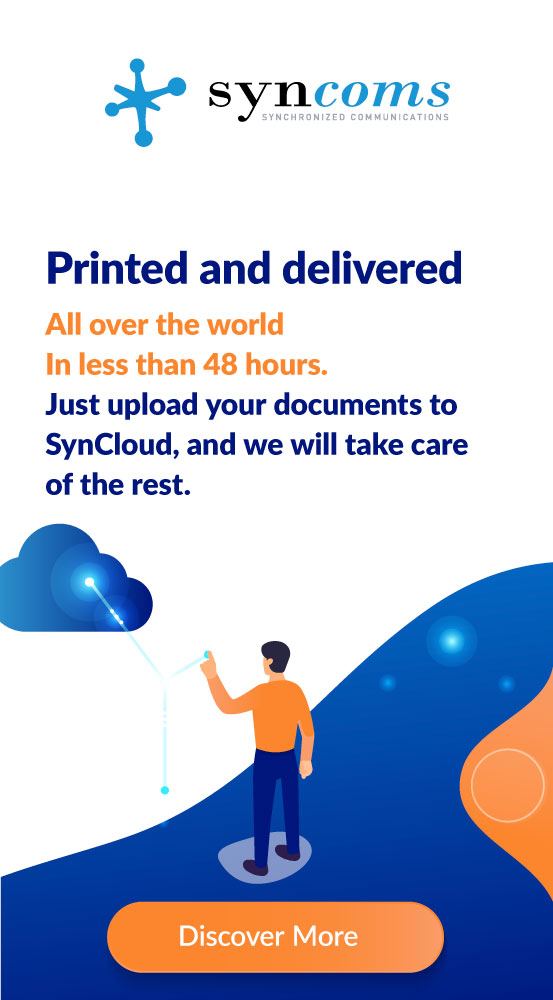 syncoms
SYNCHRONIZED COMMUNICATIONS
Printed and delivered
All over the world
In less than 48 hours.
Just upload your documents to
SynCloud, and we will take care
of the rest.
Discover More